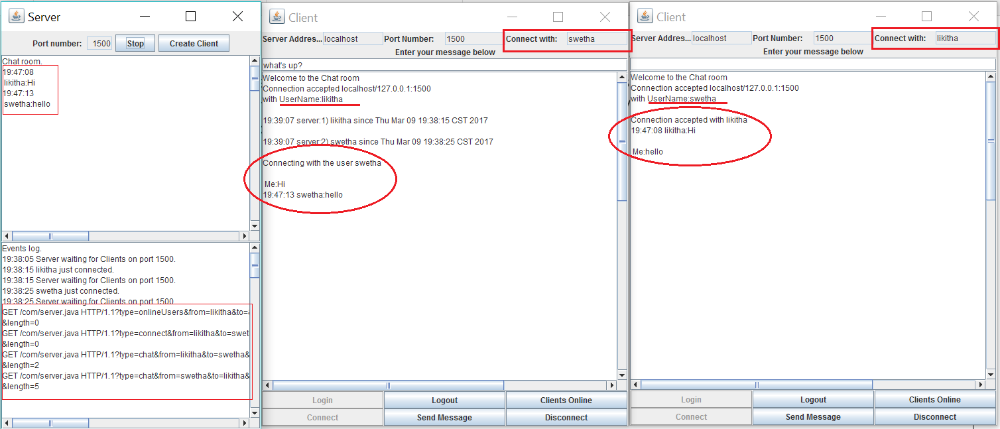 Server
Port number: 1500 Stop Create Client
Chat room.
19:47:08
likitha:Hi
19:47:13
swetha:hello
Events log.
19:38:05 Server waiting for Clients on port 1500.
19:38:15 likitha just connected.
19:38:15 Server waiting for Clients on port 1500.
19:38:25 swetha just connected.
19:38:25 Server waiting for Clients on port 1500
GET /com/server.java HTTP/1.1?type=onlineUsers&from=likitha&to=a
&length=0
GET /com/server.java HTTP/1.1?type=connect&from=likitha&to=swet
&length=0
GET /com/server.java HTTP/1.1?type=chat&from=likitha&to=swetha&
&length=2
GET /com/server.java HTTP/1.1?type=chat&from=swetha&to=likitha&
&length=5
Client
Server Addres... localhost Port Number: 1500 Connect with: swetha
Enter your message below
what's up?
Welcome to the Chat room
Connection accepted localhost/127.0.0.1:1500
with UserName:likitha
19:39:07 server:1) likitha since Thu Mar 09 19:38:15 CST 2017
19:39:07 server:2) swetha since Thu Mar 09 19:38:25 CST 2017
Connecting with the user swetha
Me:Hi
19:47:13 swetha:hello
Login Logout Clients Online
Connect Send Message Disconnect
Client
Server Addres... localhost Port Number: 1500 Connect with: likitha
Enter your message below
Welcome to the Chat room
Connection accepted localhost/127.0.0.1:1500
with UserName:swetha
Connection accepted with likitha
19:47:08 likitha:Hi
Me:hello
Login Logout Clients Online
Connect Send Message Disconnect